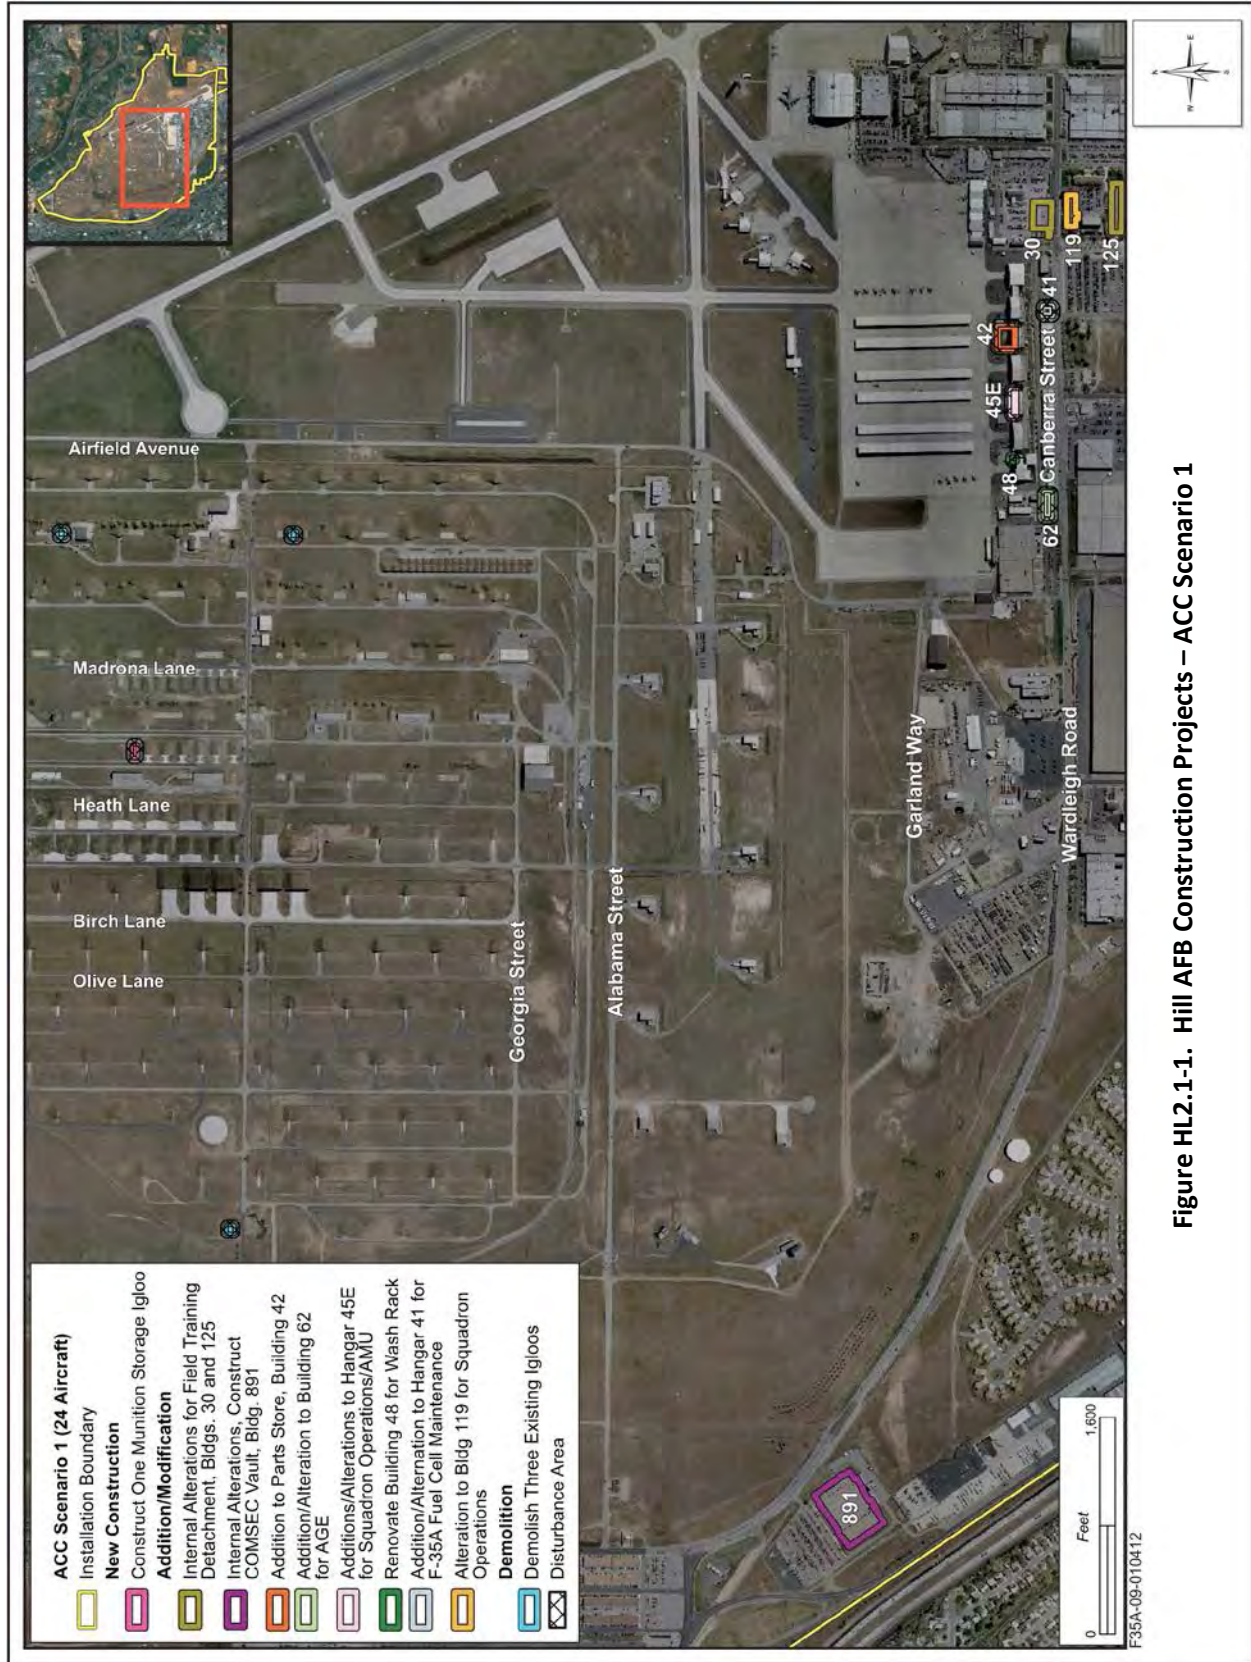 ACC Scenario 1 (24 Aircraft)
Installation Boundary
New Construction
Construct One Munition Storage Igloo
Addition/Modification
Internal Alterations for Field Training
Detachment, Bldgs. 30 and 125
Internal Alterations, Construct
COMSEC Vault, Bldg. 891
Addition to Parts Store, Building 42
Addition/Alteration to Building 62
for AGE
Additions/Alterations to Hangar 45E
for Squadron Operations/AMU
Renovate Building 48 for Wash Rack
Addition/Alternation to Hangar 41 for
F-35A Fuel Cell Maintenance
Alteration to Bldg 119 for Squadron
Operations
Demolition
Demolish Three Existing Igloos
Disturbance Area
Olive Lane
Birch Lane
Heath Lane
Madrona Lane
Airfield Avenue
Georgia Street
Alabama Street
Garland Way
Wardleigh Road
62
48
45E
42
Canberra Street
41
30
119
125
891
0
Feet
1,600
F35A-09-010412
N
W
E
S
Figure HL2.1-1. Hill AFB Construction Projects – ACC Scenario 1